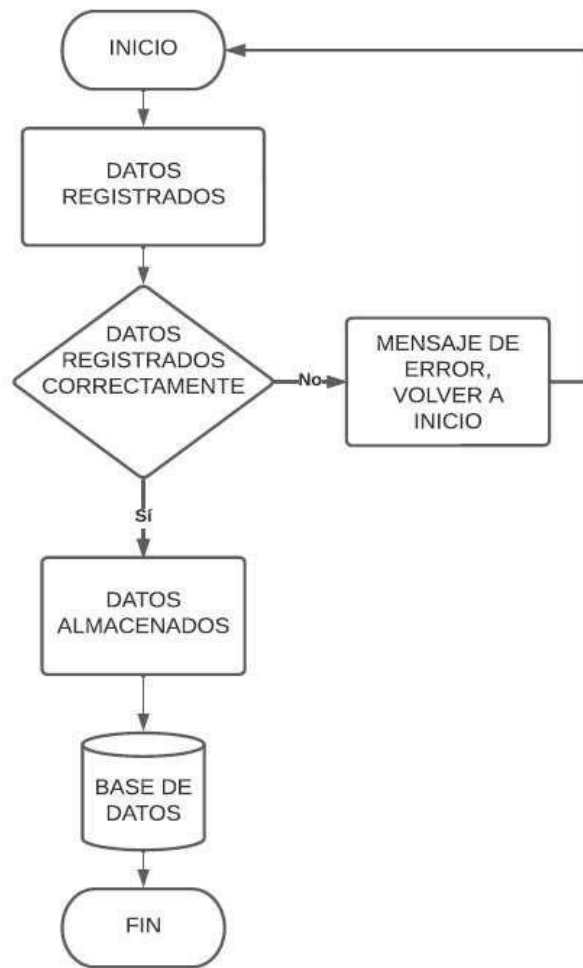 INICIO
DATOS
REGISTRADOS
DATOS
REGISTRADOS
CORRECTAMENTE
No
MENSAJE DE
ERROR,
VOLVER A
INICIO
Sí
DATOS
ALMACENADOS
BASE DE
DATOS
FIN